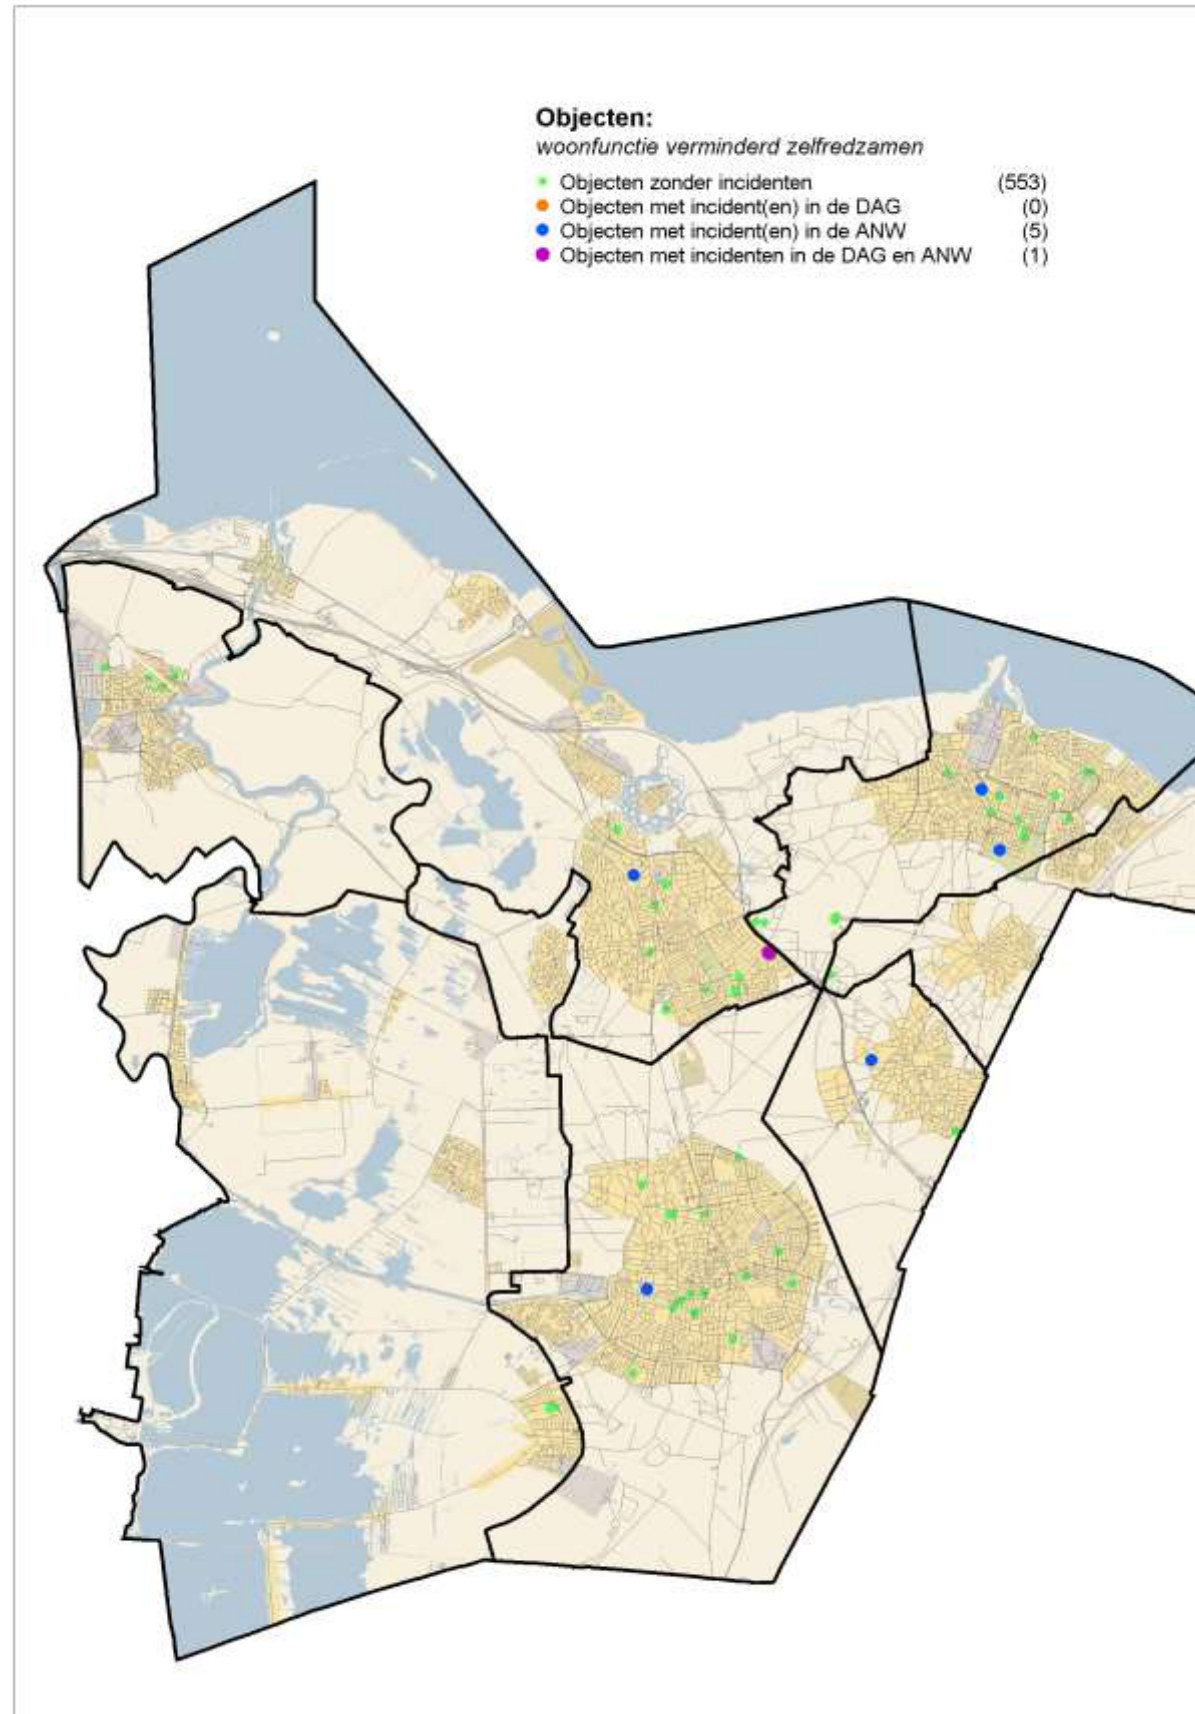 Objecten:
woonfunctie verminderd zelfredzamen
Objecten zonder incidenten (553)
Objecten met incident(en) in de DAG (0)
Objecten met incident(en) in de ANW (5)
Objecten met incidenten in de DAG en ANW (1)